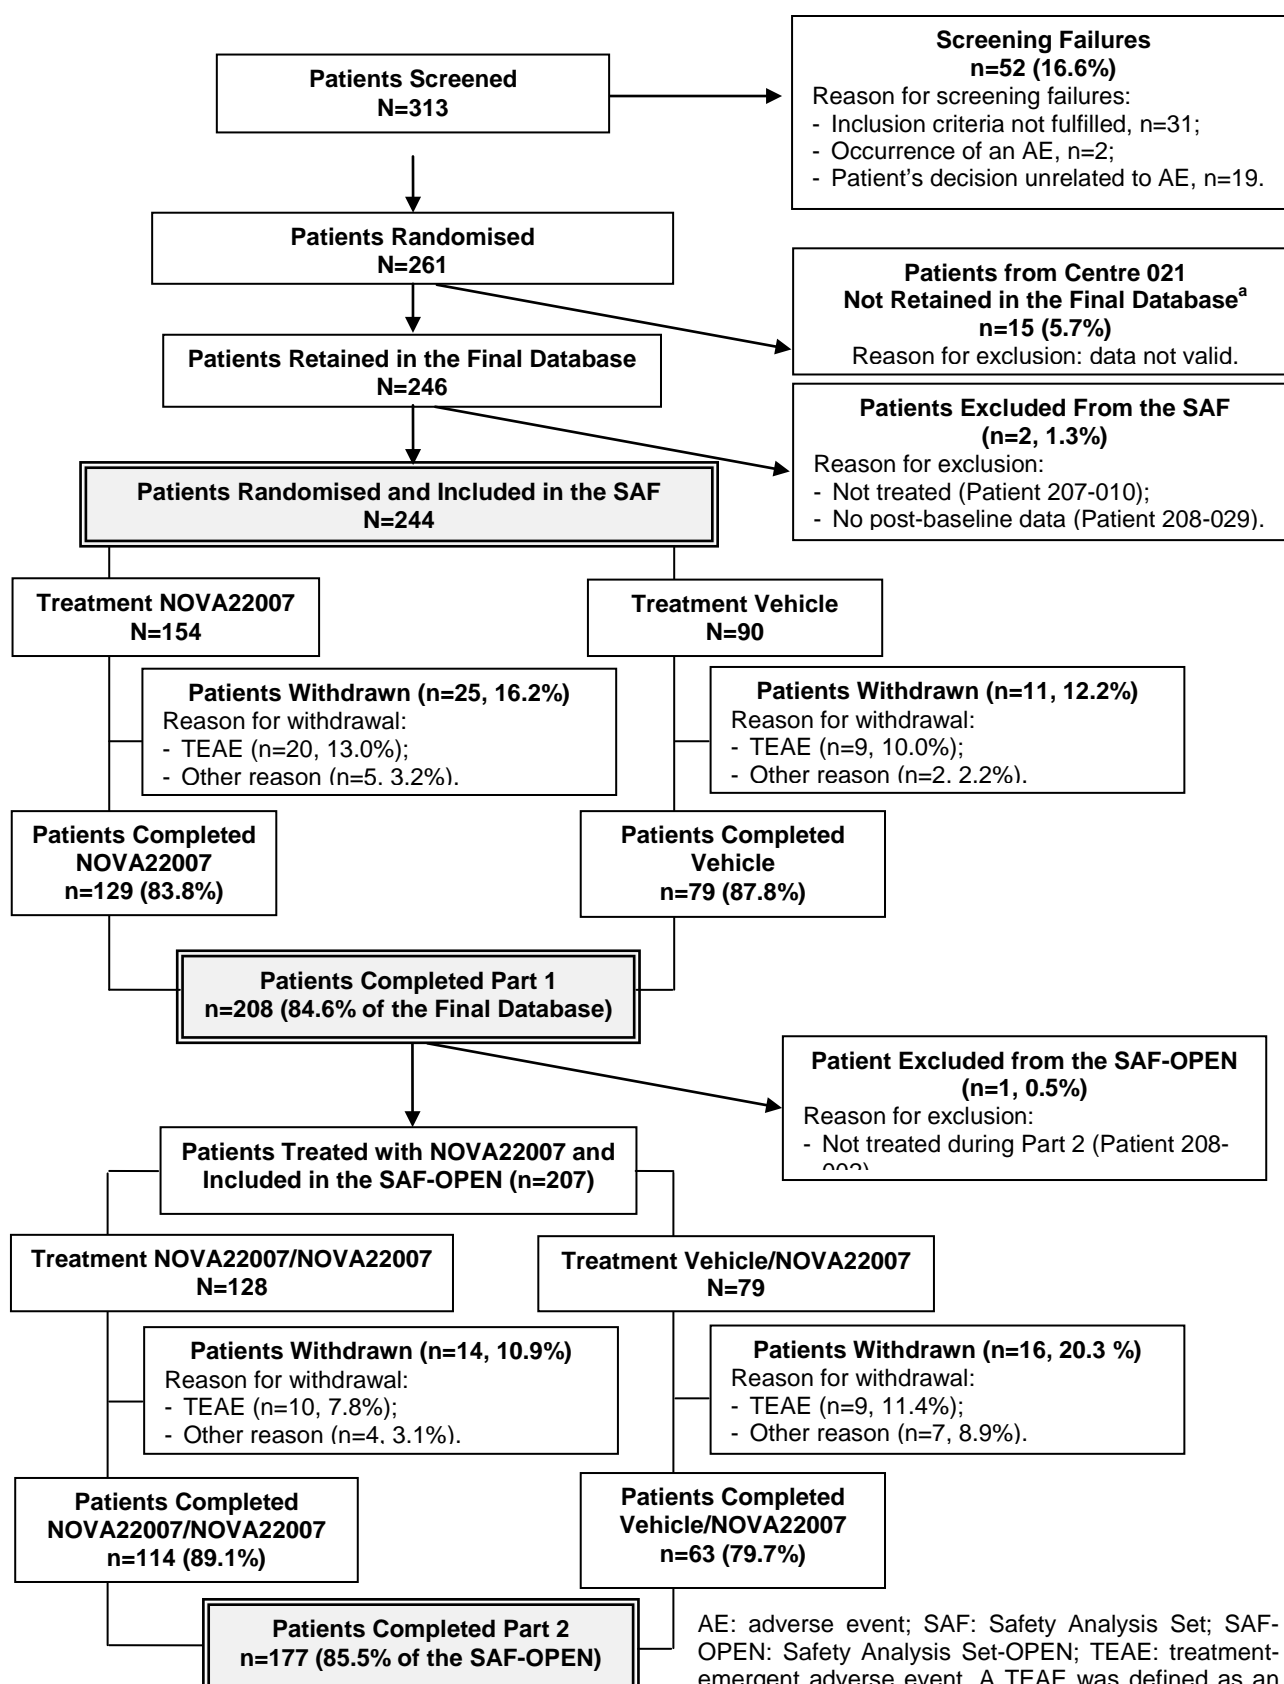 Patients Screened
N=313
Screening Failures
n=52 (16.6%)
Reason for screening failures:
- Inclusion criteria not fulfilled, n=31;
- Occurrence of an AE, n=2;
- Patient's decision unrelated to AE, n=19.
Patients Randomised
N=261
Patients from Centre 021
Not Retained in the Final Databaseᵃ
n=15 (5.7%)
Reason for exclusion: data not valid.
Patients Retained in the Final Database
N=246
Patients Excluded From the SAF
(n=2, 1.3%)
Reason for exclusion:
- Not treated (Patient 207-010);
- No post-baseline data (Patient 208-029).
Patients Randomised and Included in the SAF
N=244
Treatment NOVA22007
N=154
Treatment Vehicle
N=90
Patients Withdrawn (n=25, 16.2%)
Reason for withdrawal:
- TEAE (n=20, 13.0%);
- Other reason (n=5, 3.2%).
Patients Withdrawn (n=11, 12.2%)
Reason for withdrawal:
- TEAE (n=9, 10.0%);
- Other reason (n=2, 2.2%).
Patients Completed
NOVA22007
n=129 (83.8%)
Patients Completed
Vehicle
n=79 (87.8%)
Patients Completed Part 1
n=208 (84.6% of the Final Database)
Patient Excluded from the SAF-OPEN
(n=1, 0.5%)
Reason for exclusion:
- Not treated during Part 2 (Patient 208-
Patients Treated with NOVA22007 and
Included in the SAF-OPEN (n=207)
Treatment NOVA22007/NOVA22007
N=128
Treatment Vehicle/NOVA22007
N=79
Patients Withdrawn (n=14, 10.9%)
Reason for withdrawal:
- TEAE (n=10, 7.8%);
- Other reason (n=4, 3.1%).
Patients Withdrawn (n=16, 20.3 %)
Reason for withdrawal:
- TEAE (n=9, 11.4%);
- Other reason (n=7, 8.9%).
Patients Completed
NOVA22007/NOVA22007
n=114 (89.1%)
Patients Completed
Vehicle/NOVA22007
n=63 (79.7%)
Patients Completed Part 2
n=177 (85.5% of the SAF-OPEN)
AE: adverse event; SAF: Safety Analysis Set; SAF-
OPEN: Safety Analysis Set-OPEN; TEAE: treatment-
emergent adverse event. A TEAE was defined as an